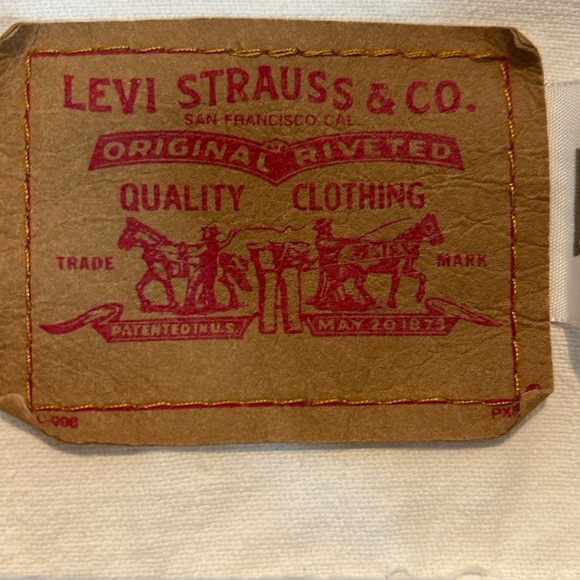 LEVI STRAUSS & CO.
SAN FRANCISCO CAL
ORIGINAL RIVETED
QUALITY CLOTHING
TRADE MARK
PATENTED IN U.S. MAY 20 1873